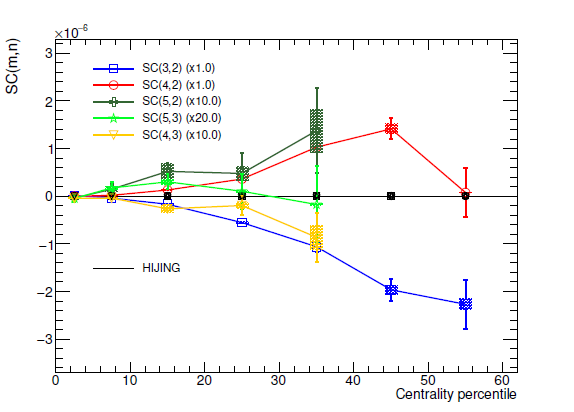 ×10⁻⁶
SC(m,n)
3
2
1
0
−1
−2
−3
SC(3,2) (x1.0)
SC(4,2) (x1.0)
SC(5,2) (x10.0)
SC(5,3) (x20.0)
SC(4,3) (x10.0)
HIJING
0 10 20 30 40 50 60
Centrality percentile